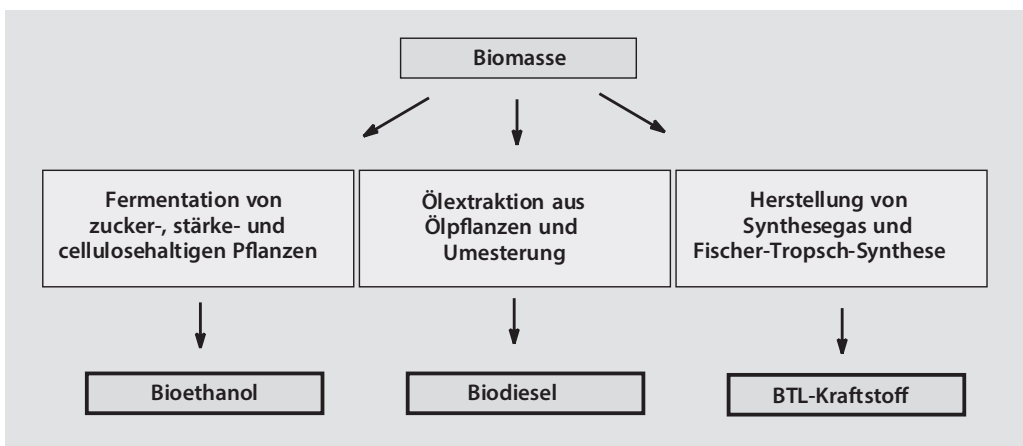 Biomasse
Fermentation von
zucker-, stärke- und
cellulosehaltigen Pflanzen
Ölextraktion aus
Ölpflanzen und
Umesterung
Herstellung von
Synthesegas und
Fischer-Tropsch-Synthese
Bioethanol
Biodiesel
BTL-Kraftstoff